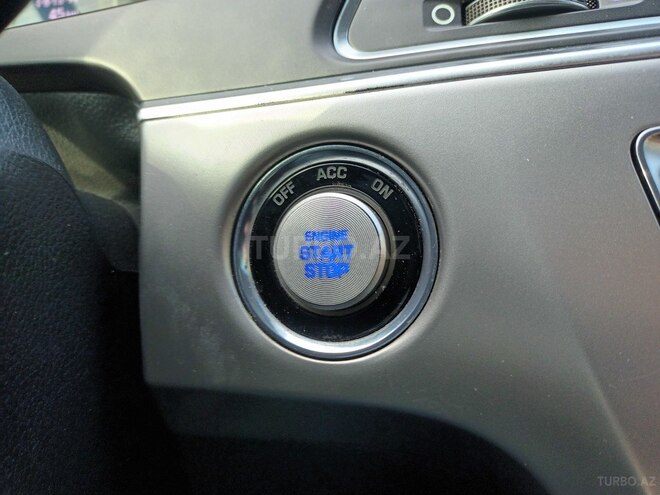 OFF ACC ON
ENGINE
START
STOP
TURBO.AZ
TURBO.AZ